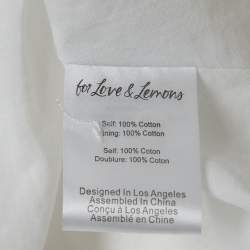 for Love & Lemons
Self: 100% Cotton
Lining: 100% Cotton
Self: 100% Coton
Doublure: 100% Coton
Designed In Los Angeles
Assembled In China
Conçu à Los Angeles
Assemblé en Chine